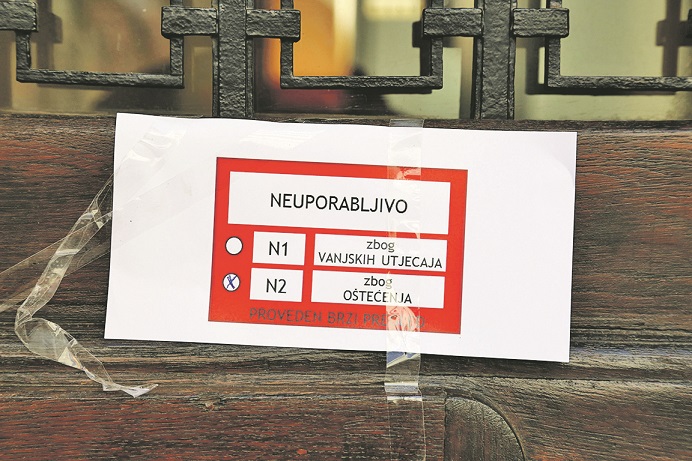 NEUPORABLJIVO
N1 zbog
VANJSKIH UTJECAJA
N2 zbog
OŠTEĆENJA
PROVEDEN BRZI